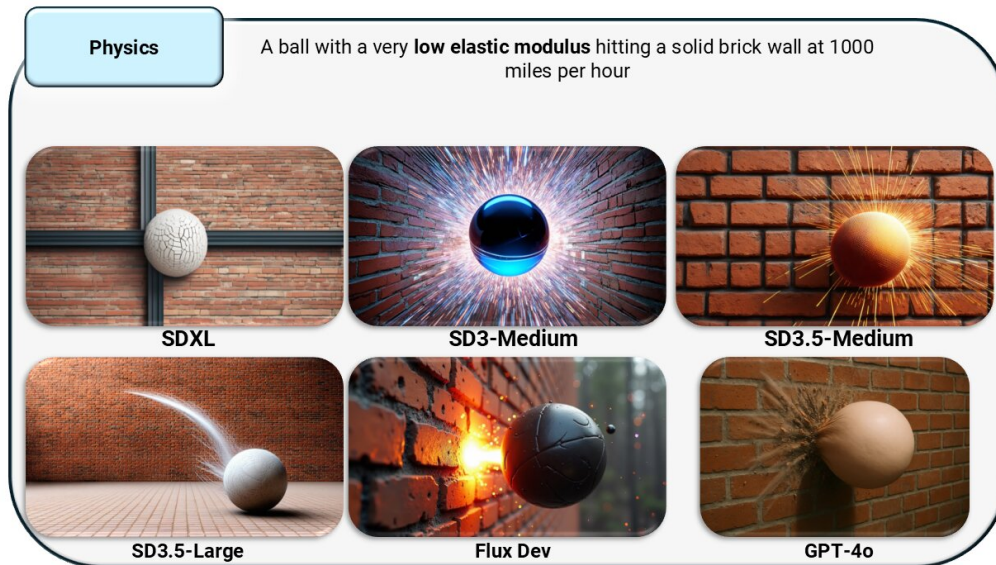 Physics
A ball with a very low elastic modulus hitting a solid brick wall at 1000
miles per hour
SDXL
SD3-Medium
SD3.5-Medium
SD3.5-Large
Flux Dev
GPT-4o